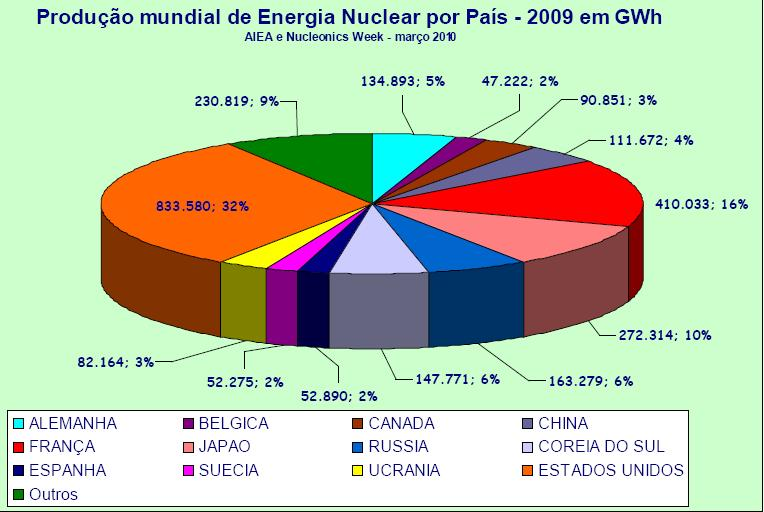 Produção mundial de Energia Nuclear por País - 2009 em GWh
AIEA e Nucleonics Week - março 2010
134.893; 5%
47.222; 2%
230.819; 9%
90.851; 3%
111.672; 4%
833.580; 32%
410.033; 16%
272.314; 10%
82.164; 3%
52.275; 2%
147.771; 6%
163.279; 6%
52.890; 2%
ALEMANHA BELGICA CANADA CHINA
FRANÇA JAPAO RUSSIA COREIA DO SUL
ESPANHA SUECIA UCRANIA ESTADOS UNIDOS
Outros